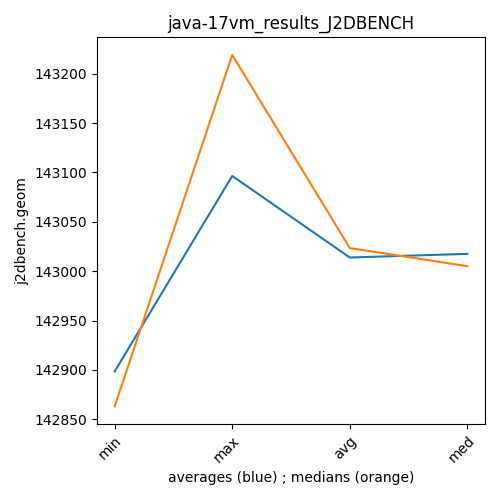 java-17vm_results_J2DBENCH
143200
143150
143100
143050
143000
142950
142900
142850
j2dbench.geom
min
max
avg
med
averages (blue) ; medians (orange)